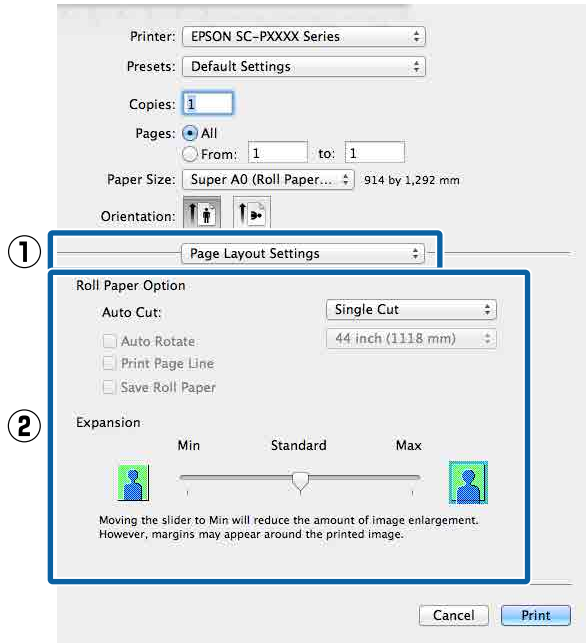 Printer: EPSON SC-PXXXX Series
Presets: Default Settings
Copies: 1
Pages: All
From: 1 to: 1
Paper Size: Super A0 (Roll Paper... 914 by 1,292 mm
Orientation:
① Page Layout Settings
Roll Paper Option
Auto Cut: Single Cut
Auto Rotate 44 inch (1118 mm)
Print Page Line
Save Roll Paper
②
Expansion
Min Standard Max
Moving the slider to Min will reduce the amount of image enlargement.
However, margins may appear around the printed image.
Cancel Print